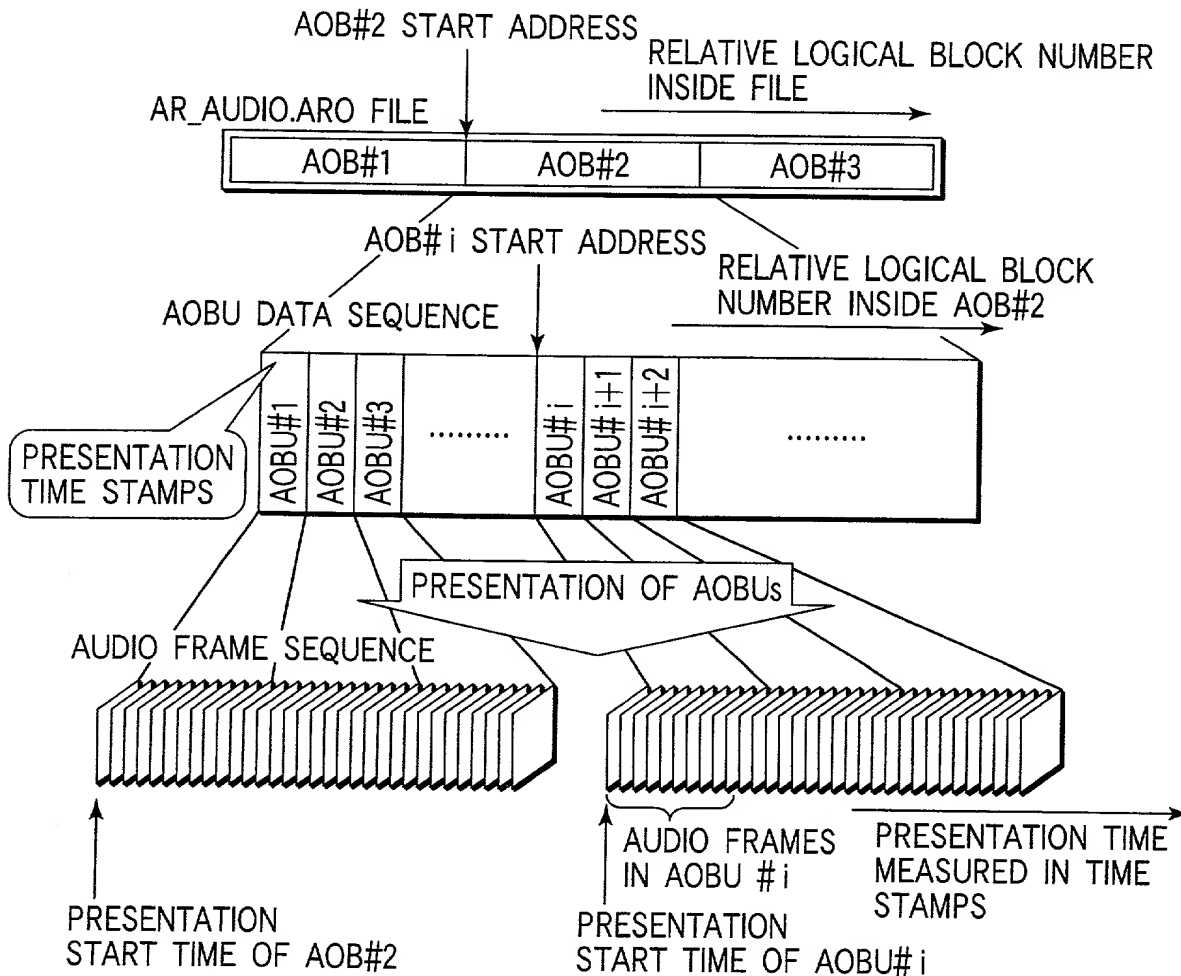 AOB#2 START ADDRESS
RELATIVE LOGICAL BLOCK NUMBER
INSIDE FILE
AR_AUDIO.ARO FILE
AOB#1
AOB#2
AOB#3
AOB#i START ADDRESS
RELATIVE LOGICAL BLOCK
NUMBER INSIDE AOB#2
AOBU DATA SEQUENCE
PRESENTATION
TIME STAMPS
AOBU#1
AOBU#2
AOBU#3
.........
AOBU#i
AOBU#i+1
AOBU#i+2
.........
PRESENTATION OF AOBUs
AUDIO FRAME SEQUENCE
AUDIO FRAMES
IN AOBU #i
PRESENTATION TIME
MEASURED IN TIME
STAMPS
PRESENTATION
START TIME OF AOB#2
PRESENTATION
START TIME OF AOBU#i